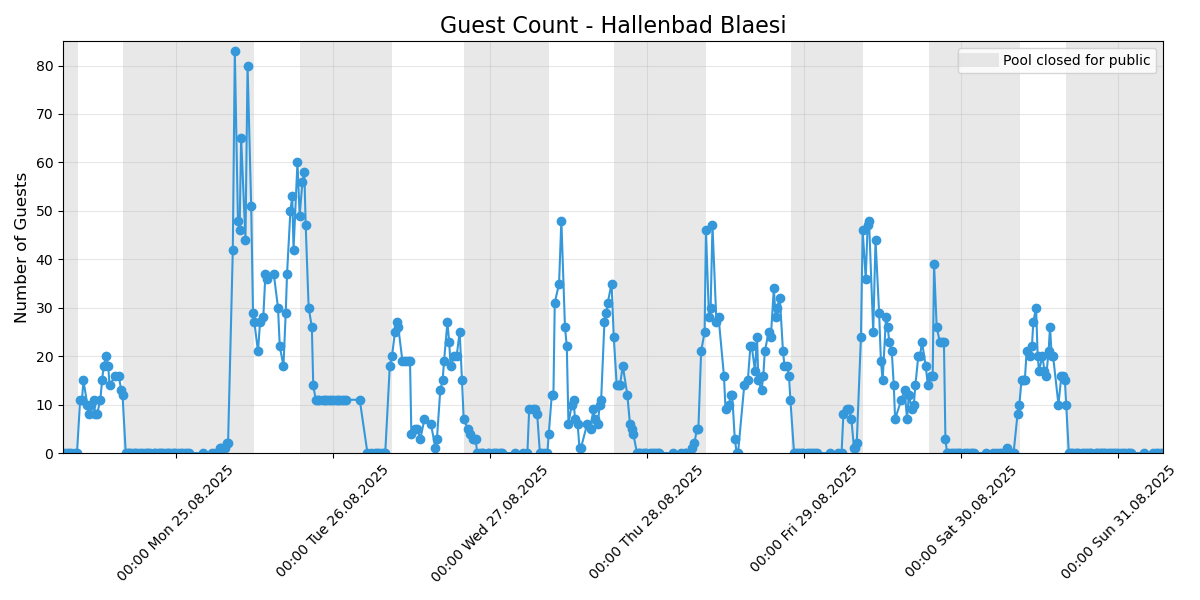 Guest Count - Hallenbad Blaesi
Pool closed for public
Number of Guests
80
70
60
50
40
30
20
10
0
00:00 Mon 25.08.2025
00:00 Tue 26.08.2025
00:00 Wed 27.08.2025
00:00 Thu 28.08.2025
00:00 Fri 29.08.2025
00:00 Sat 30.08.2025
00:00 Sun 31.08.2025